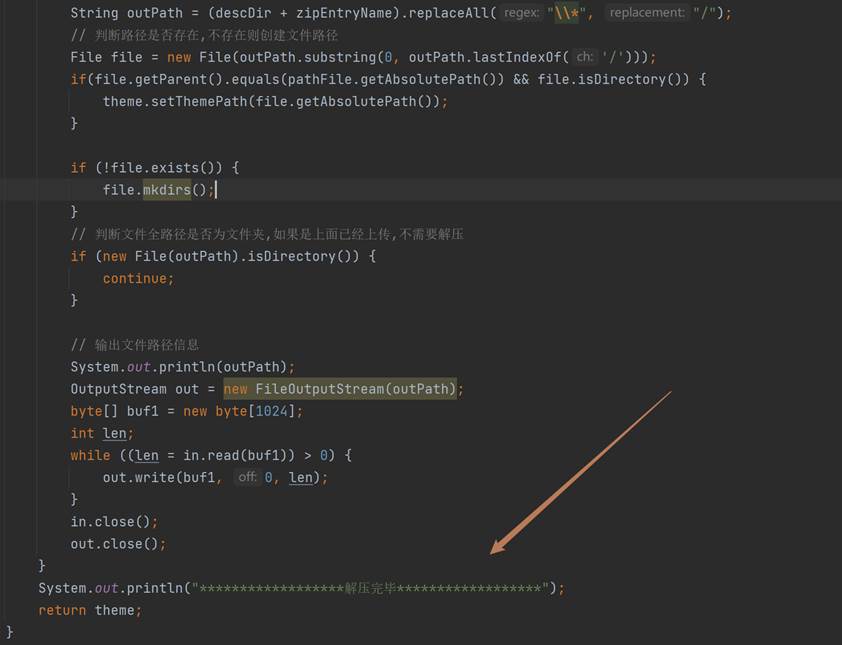 String outPath = (descDir + zipEntryName).replaceAll( regex: "\\*", replacement: "/");
// 判断路径是否存在,不存在则创建文件路径
File file = new File(outPath.substring(0, outPath.lastIndexOf( ch: '/')));
if(file.getParent().equals(pathFile.getAbsolutePath()) && file.isDirectory()) {
theme.setThemePath(file.getAbsolutePath());
}
if (!file.exists()) {
file.mkdirs();
}
// 判断文件全路径是否为文件夹,如果是上面已经上传,不需要解压
if (new File(outPath).isDirectory()) {
continue;
}
// 输出文件路径信息
System.out.println(outPath);
OutputStream out = new FileOutputStream(outPath);
byte[] buf1 = new byte[1024];
int len;
while ((len = in.read(buf1)) > 0) {
out.write(buf1, off: 0, len);
}
in.close();
out.close();
}
System.out.println("******************解压完毕******************");
return theme;
}